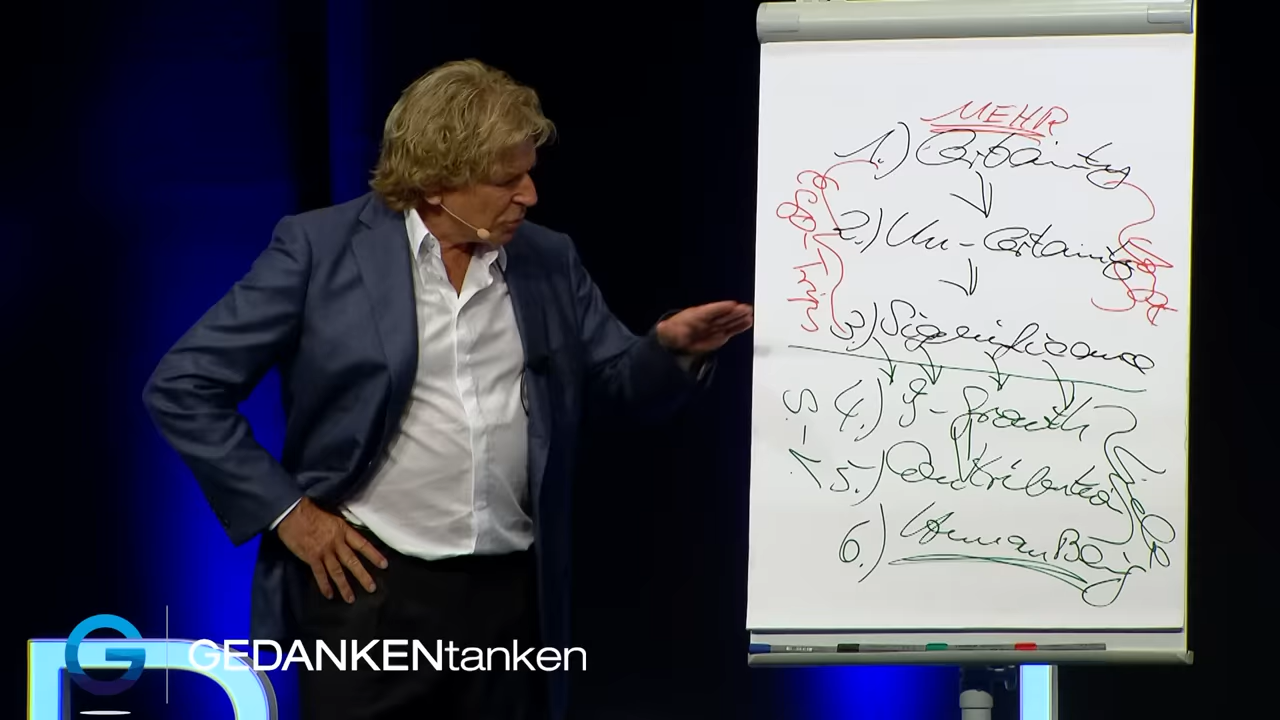 MEHR
1.) Certainty
2.) Un-Certainty
3.) Significance
4.) G-Growth
5.) Contribution
6.) Human Being
GEDANKENtanken